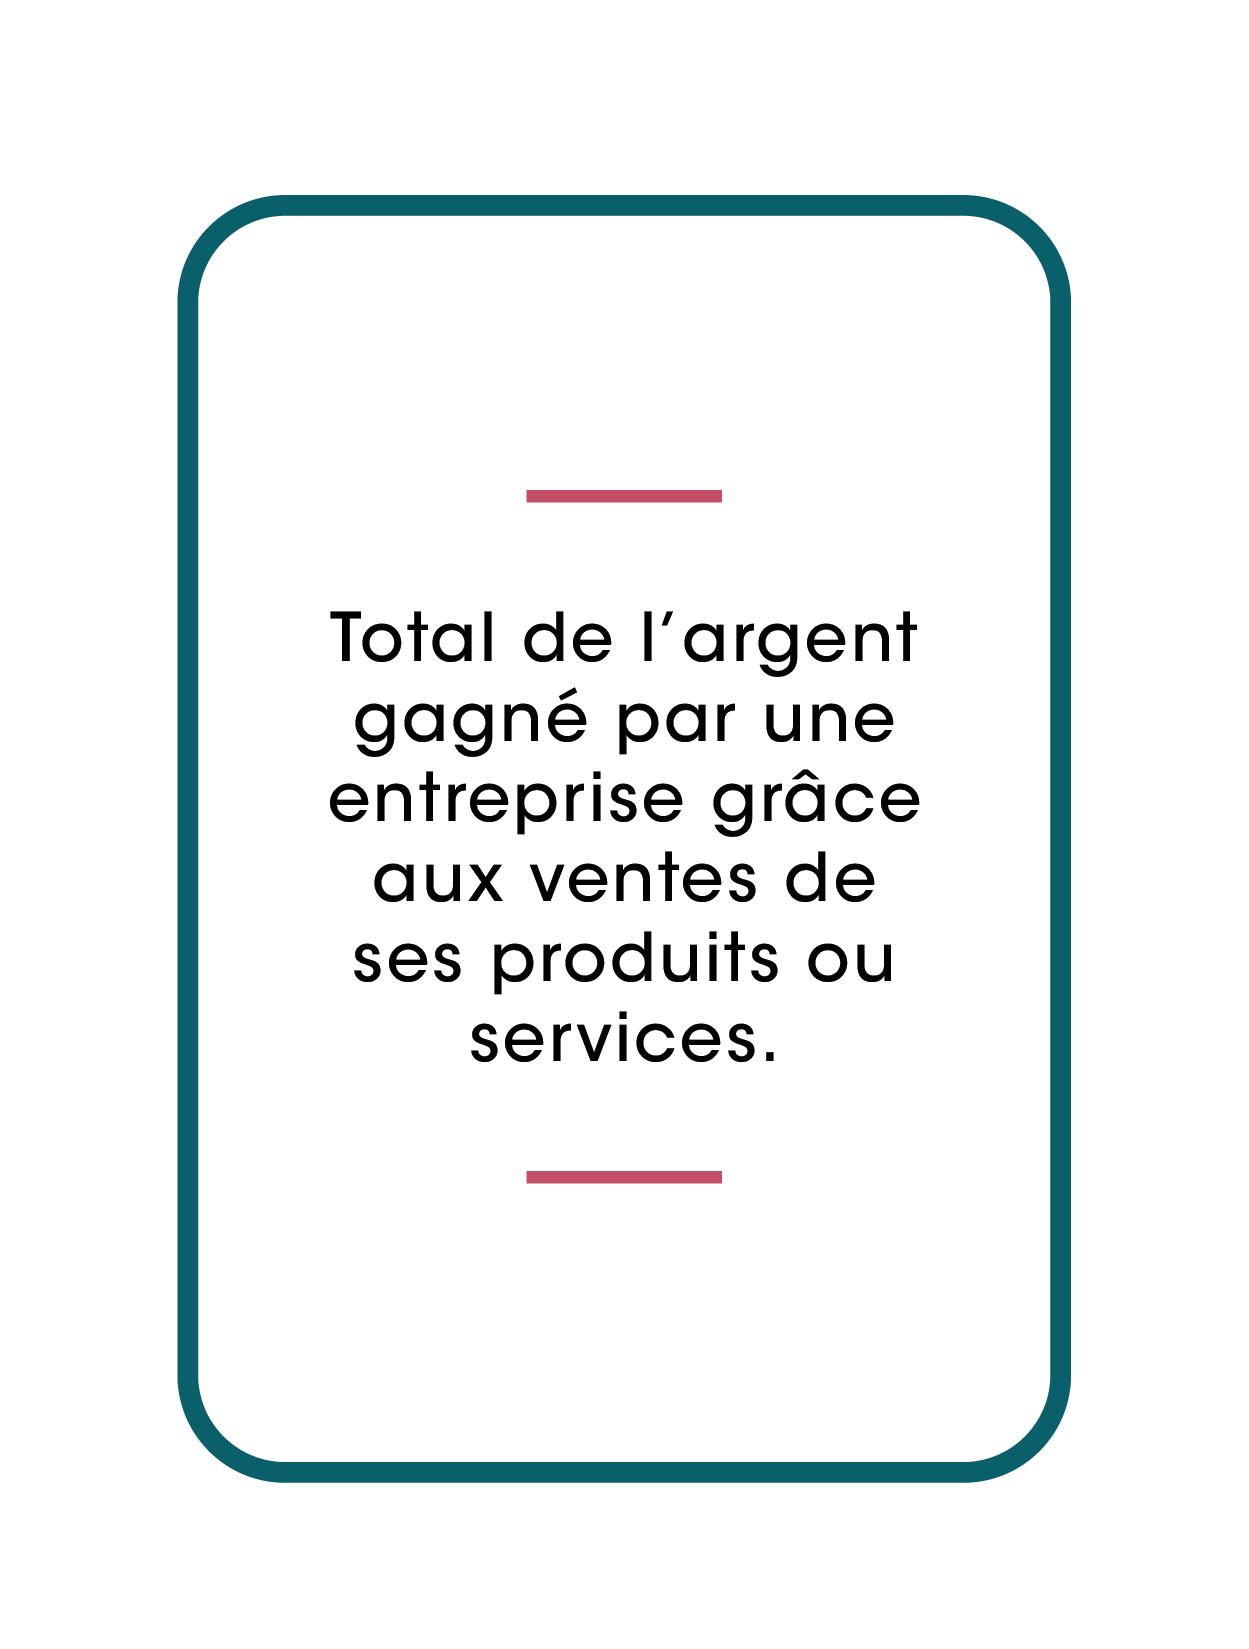 Total de l’argent
gagné par une
entreprise grâce
aux ventes de
ses produits ou
services.